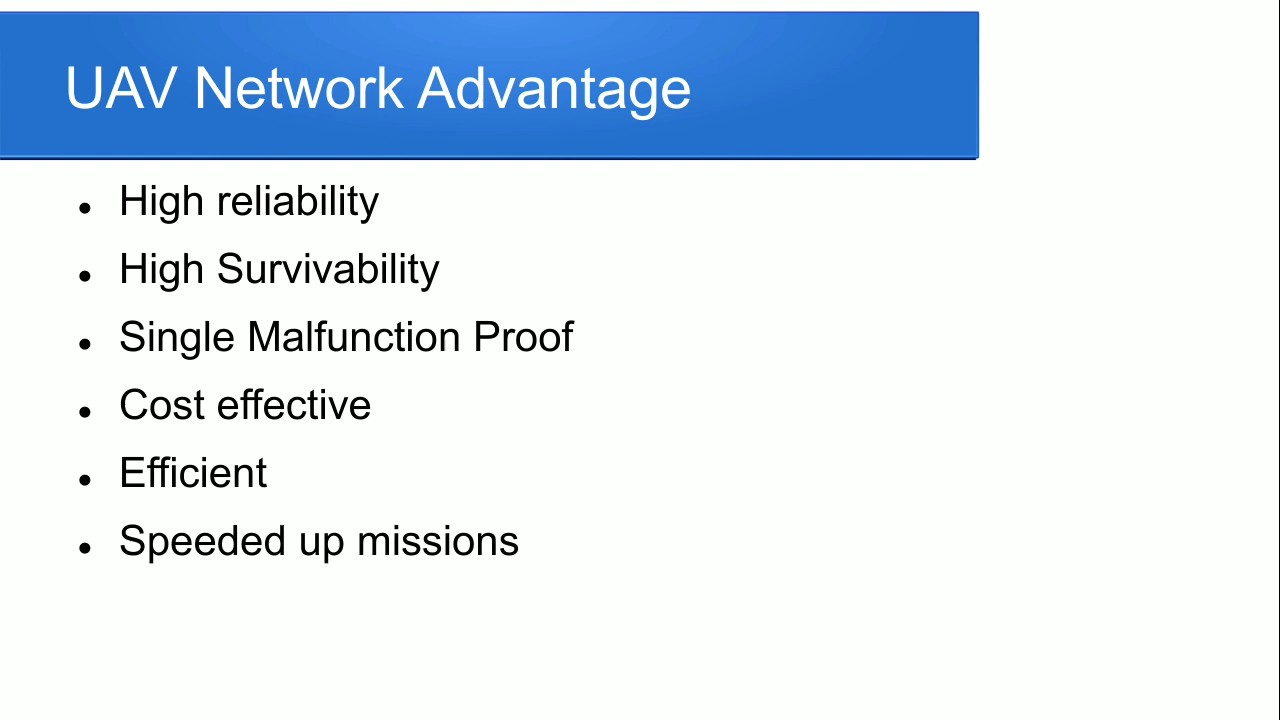 UAV Network Advantage
● High reliability
● High Survivability
● Single Malfunction Proof
● Cost effective
● Efficient
● Speeded up missions